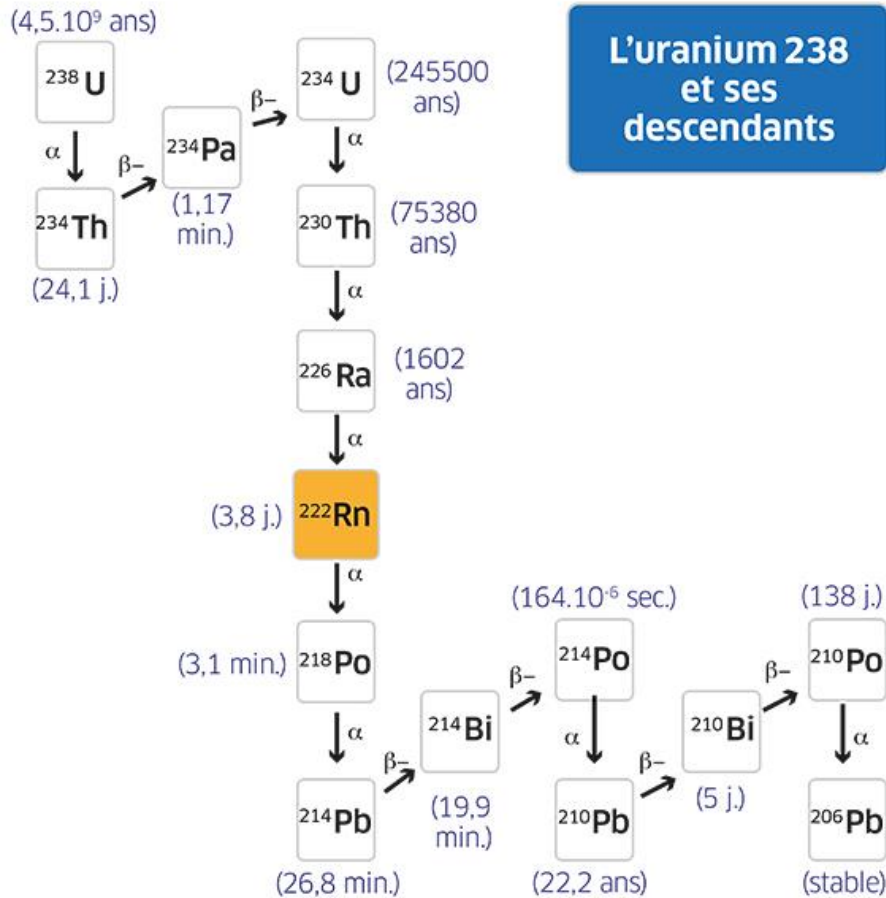 L'uranium 238
et ses
descendants
(4,5.10⁹ ans)
²³⁸U
α
²³⁴Th
(24,1 j.)
β–
²³⁴Pa
(1,17
min.)
β–
²³⁴U
(245500
ans)
α
²³⁰Th
(75380
ans)
α
²²⁶Ra
(1602
ans)
α
(3,8 j.)
²²²Rn
α
(3,1 min.)
²¹⁸Po
α
²¹⁴Pb
(26,8 min.)
β–
²¹⁴Bi
(19,9
min.)
β–
(164.10⁻⁶ sec.)
²¹⁴Po
α
²¹⁰Pb
(22,2 ans)
β–
²¹⁰Bi
(5 j.)
β–
(138 j.)
²¹⁰Po
α
²⁰⁶Pb
(stable)